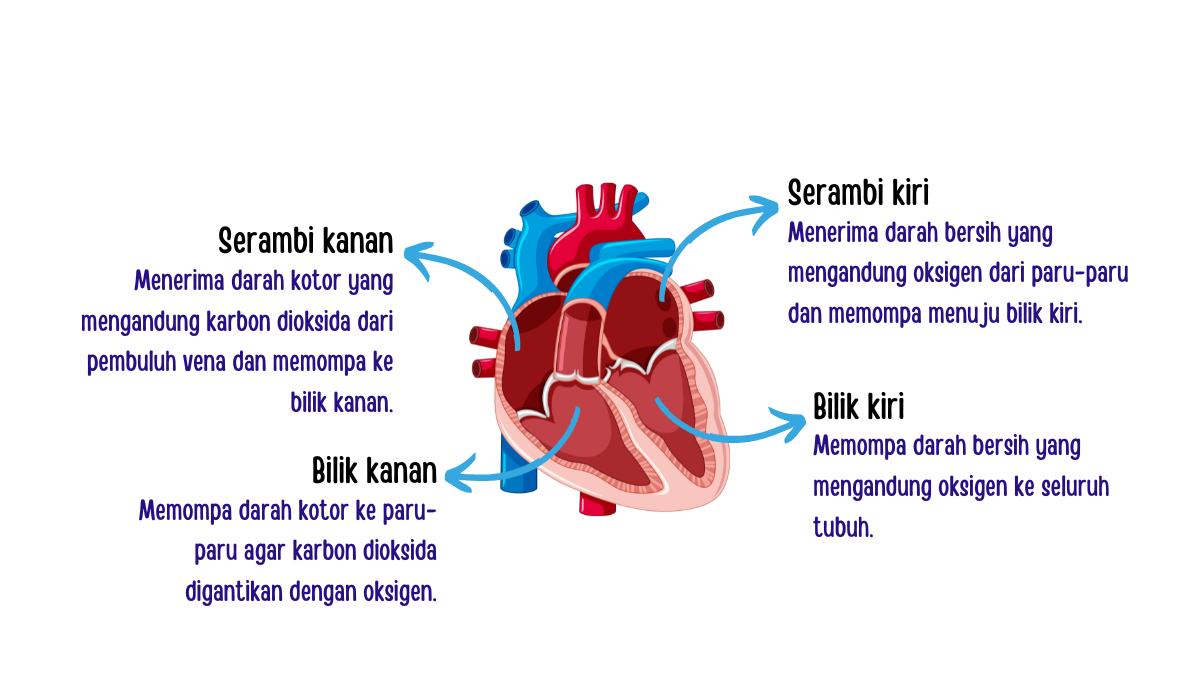 Serambi kanan
Menerima darah kotor yang
mengandung karbon dioksida dari
pembuluh vena dan memompa ke
bilik kanan.
Bilik kanan
Memompa darah kotor ke paru-
paru agar karbon dioksida
digantikan dengan oksigen.
Serambi kiri
Menerima darah bersih yang
mengandung oksigen dari paru-paru
dan memompa menuju bilik kiri.
Bilik kiri
Memompa darah bersih yang
mengandung oksigen ke seluruh
tubuh.